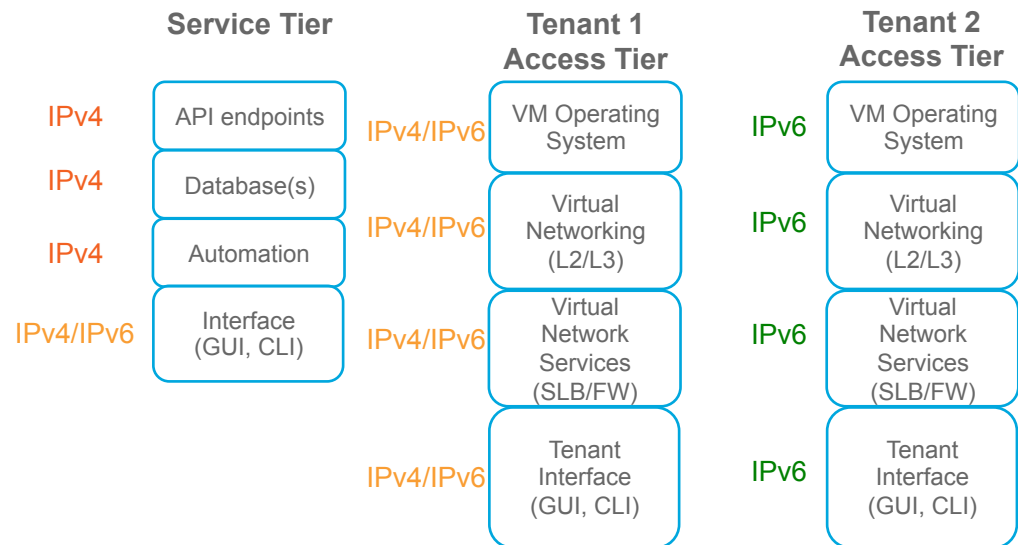 Service Tier
IPv4
API endpoints
IPv4
Database(s)
IPv4
Automation
IPv4/IPv6
Interface
(GUI, CLI)
Tenant 1
Access Tier
IPv4/IPv6
VM Operating
System
IPv4/IPv6
Virtual
Networking
(L2/L3)
IPv4/IPv6
Virtual
Network
Services
(SLB/FW)
IPv4/IPv6
Tenant
Interface
(GUI, CLI)
Tenant 2
Access Tier
IPv6
VM Operating
System
IPv6
Virtual
Networking
(L2/L3)
IPv6
Virtual
Network
Services
(SLB/FW)
IPv6
Tenant
Interface
(GUI, CLI)